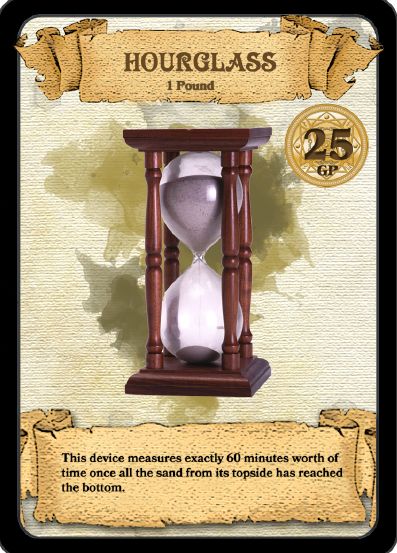 HOURGLASS
1 Pound
25
GP
This device measures exactly 60 minutes worth of
time once all the sand from its topside has reached
the bottom.